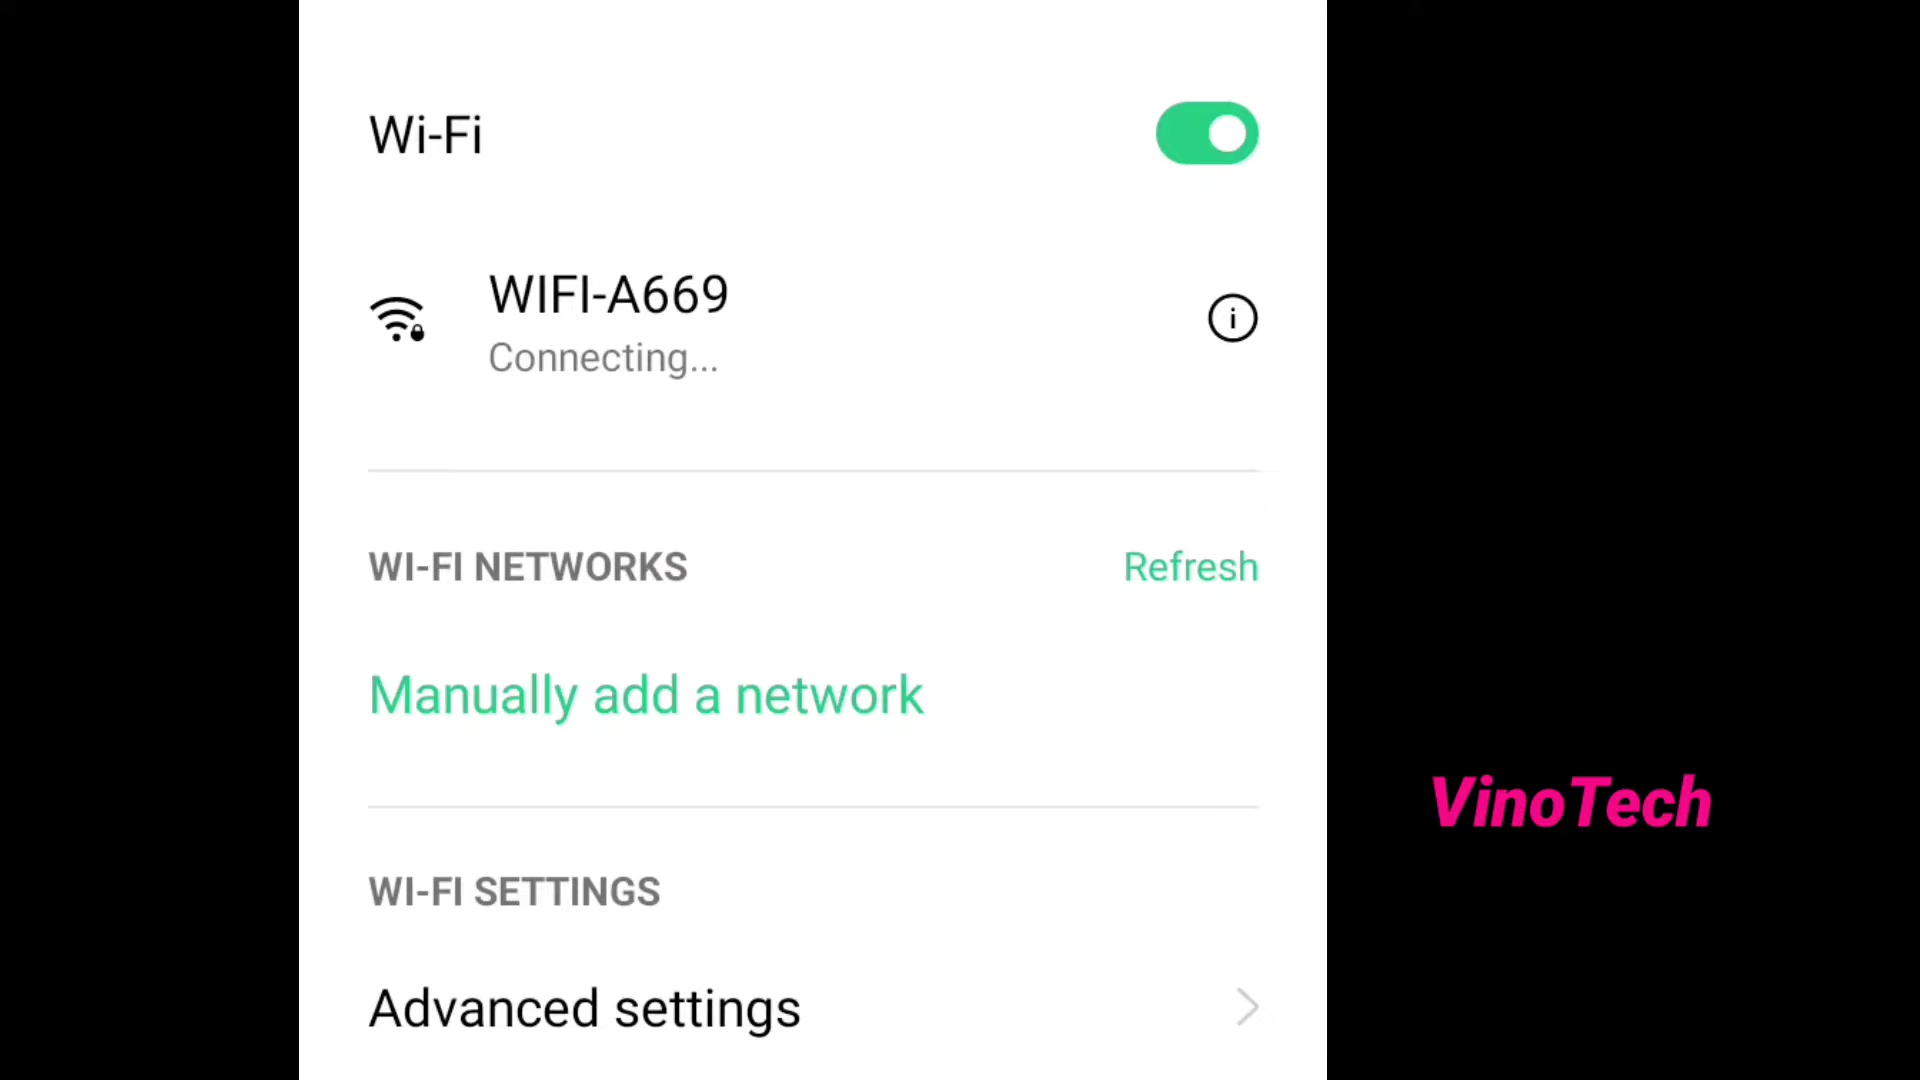 Wi-Fi
WIFI-A669
Connecting...
WI-FI NETWORKS
Refresh
Manually add a network
VinoTech
WI-FI SETTINGS
Advanced settings